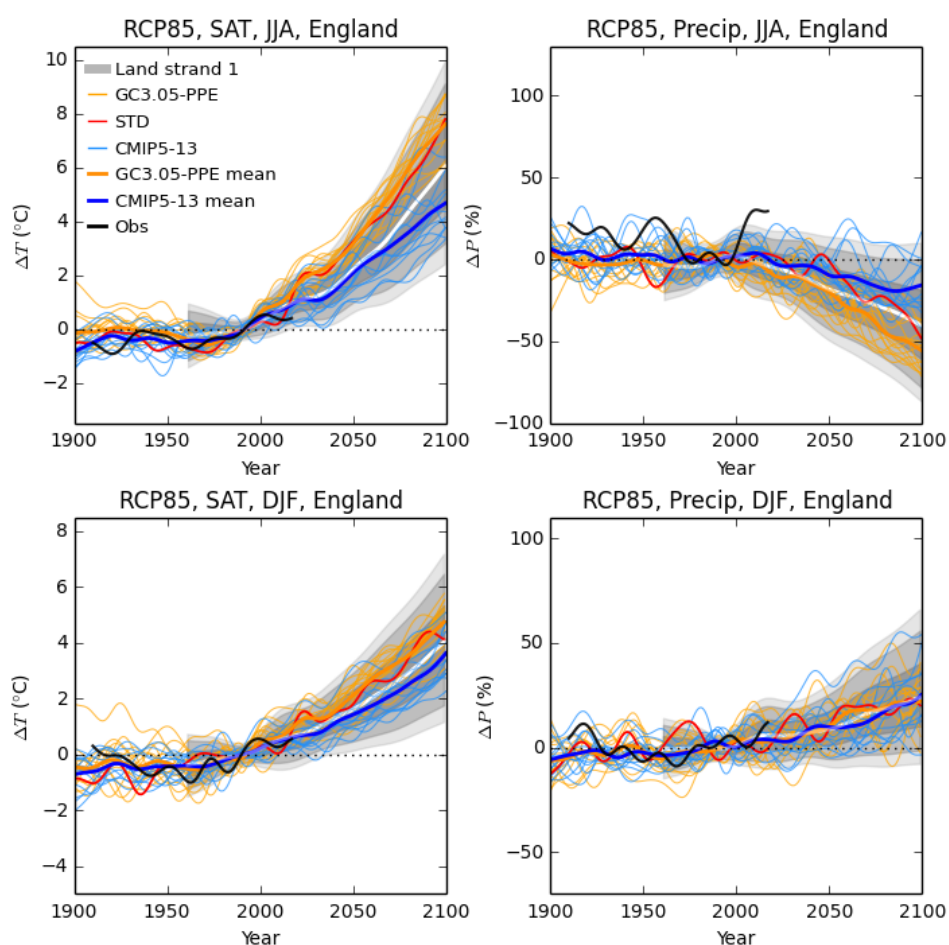 RCP85, SAT, JJA, England
10
8
6
4
2
0
−2
ΔT (°C)
Land strand 1
GC3.05-PPE
STD
CMIP5-13
GC3.05-PPE mean
CMIP5-13 mean
Obs
1900 1950 2000 2050 2100
Year
RCP85, Precip, JJA, England
100
50
0
−50
−100
ΔP (%)
1900 1950 2000 2050 2100
Year
RCP85, SAT, DJF, England
8
6
4
2
0
−2
−4
ΔT (°C)
1900 1950 2000 2050 2100
Year
RCP85, Precip, DJF, England
100
50
0
−50
ΔP (%)
1900 1950 2000 2050 2100
Year